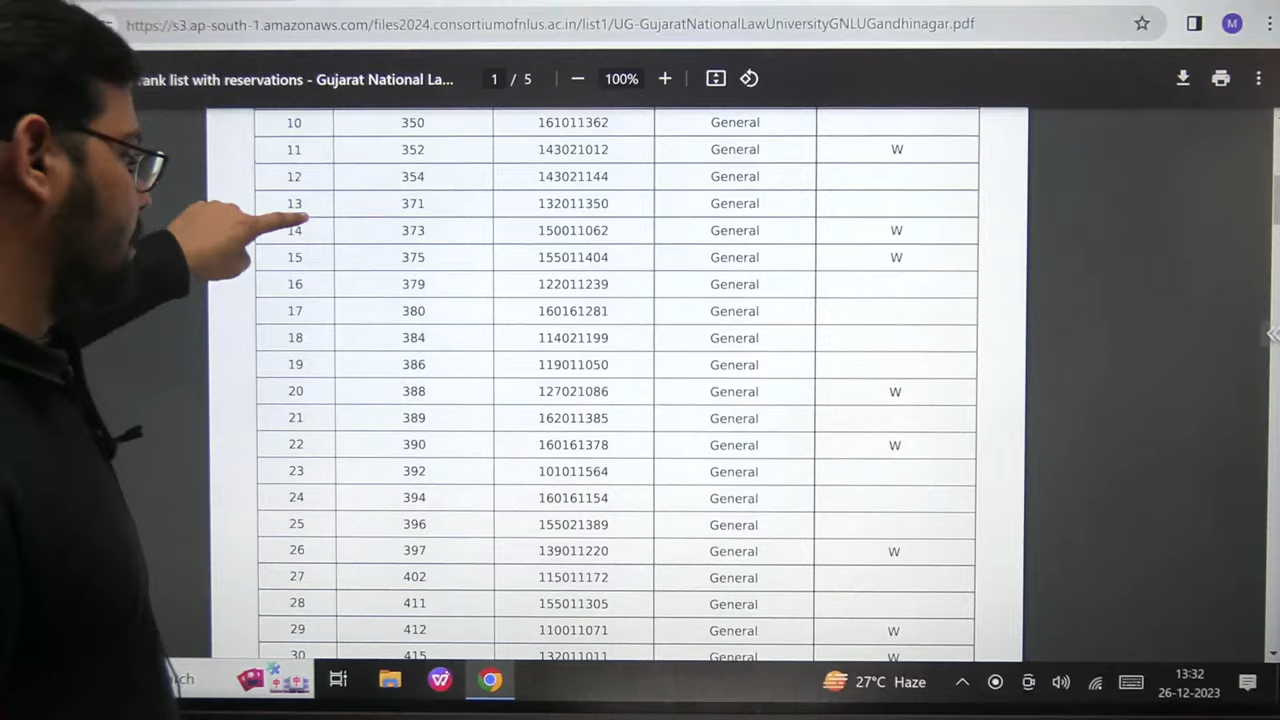 https://s3.ap-south-1.amazonaws.com/files2024.consortiumofnlus.ac.in/list1/UG-GujaratNationalLawUniversityGNLUGandhinagar.pdf
M
rank list with reservations - Gujarat National La... 1 / 5 100%
10 350 161011362 General
11 352 143021012 General W
12 354 143021144 General
13 371 132011350 General
14 373 150011062 General W
15 375 155011404 General W
16 379 122011239 General
17 380 160161281 General
18 384 114021199 General
19 386 119011050 General
20 388 127021086 General W
21 389 162011385 General
22 390 160161378 General W
23 392 101011564 General
24 394 160161154 General
25 396 155021389 General
26 397 139011220 General W
27 402 115011172 General
28 411 155011305 General
29 412 110011071 General W
30 415 132011011 General W
27°C Haze
13:32
26-12-2023